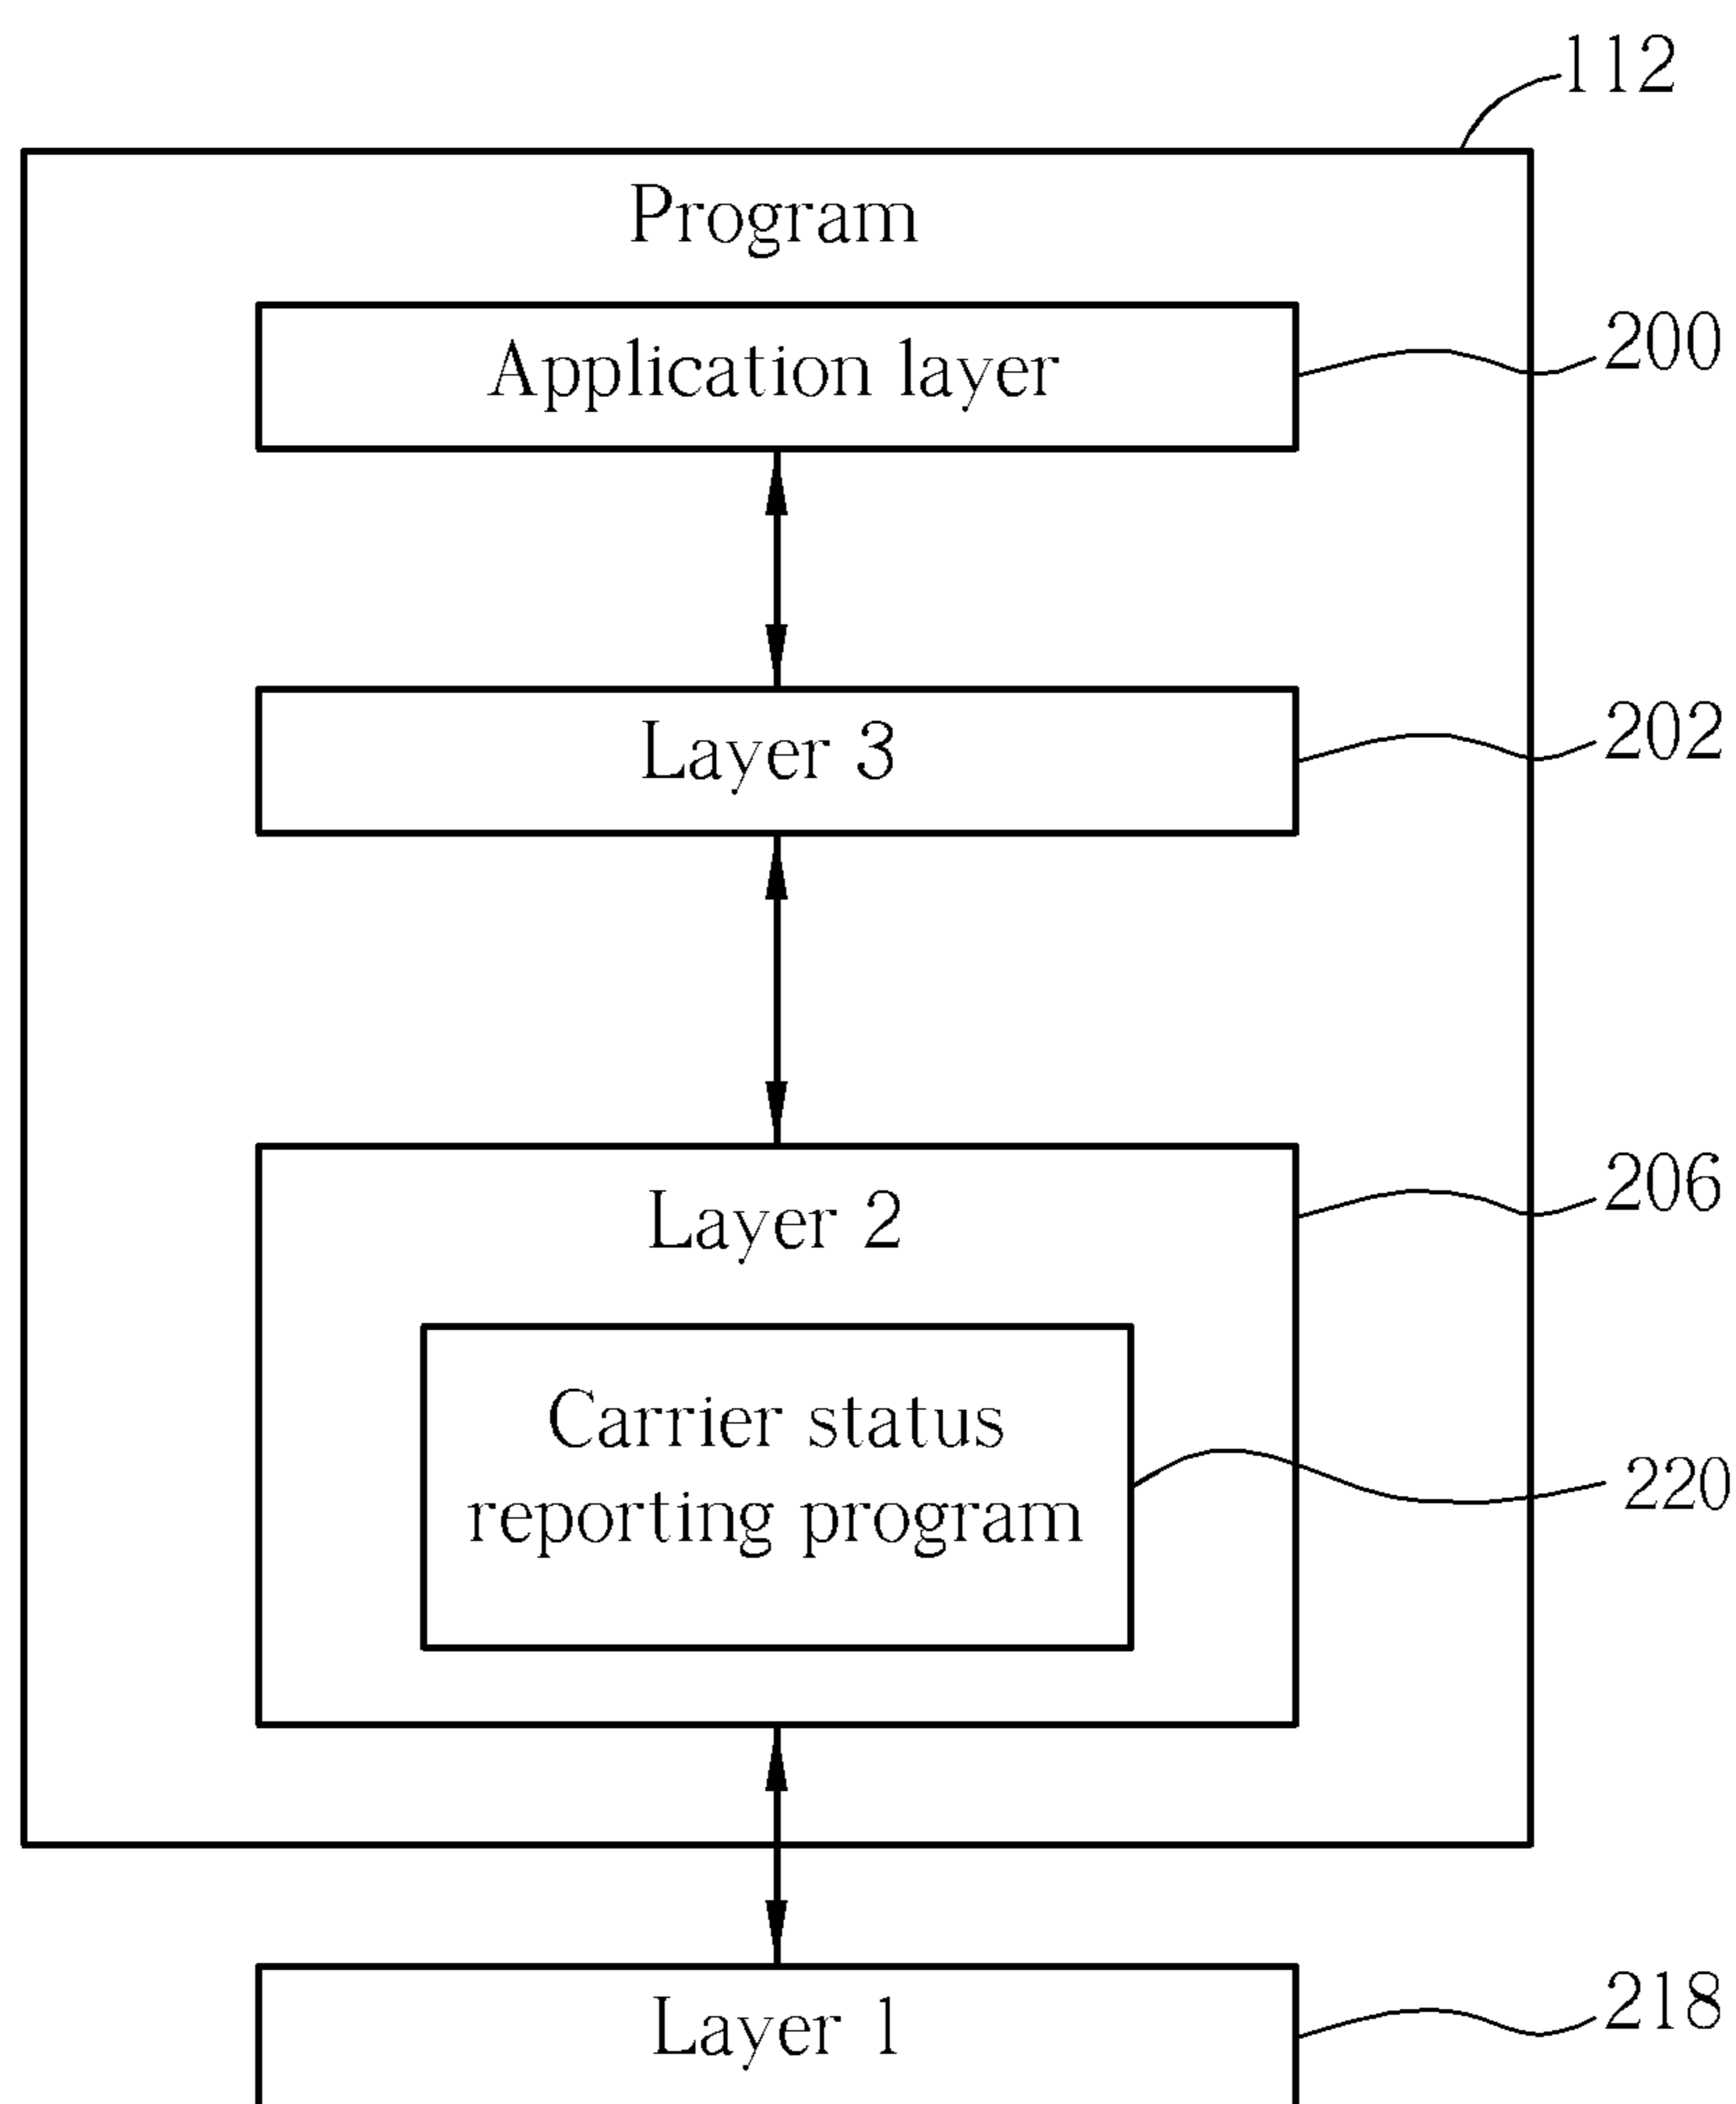 112
Program
Application layer
200
Layer 3
202
Layer 2
206
Carrier status
reporting program
220
Layer 1
218